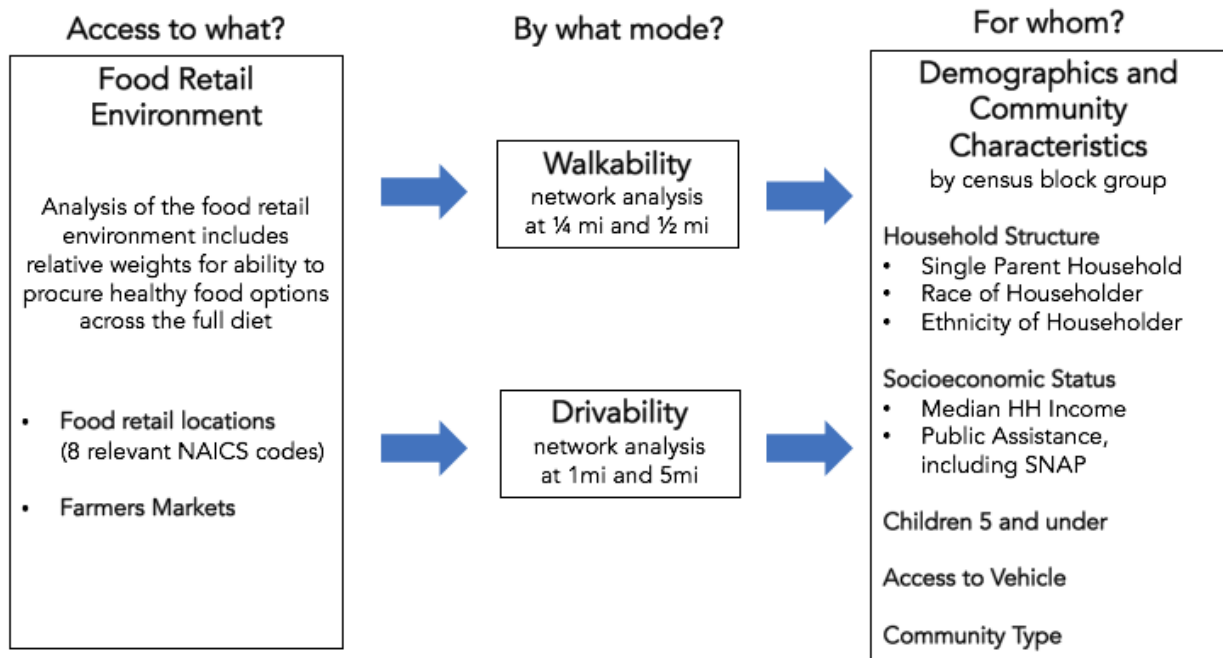 Access to what?
Food Retail
Environment
Analysis of the food retail
environment includes
relative weights for ability to
procure healthy food options
across the full diet
• Food retail locations
(8 relevant NAICS codes)
• Farmers Markets
By what mode?
Walkability
network analysis
at ¼ mi and ½ mi
Drivability
network analysis
at 1mi and 5mi
For whom?
Demographics and
Community
Characteristics
by census block group
Household Structure
• Single Parent Household
• Race of Householder
• Ethnicity of Householder
Socioeconomic Status
• Median HH Income
• Public Assistance,
including SNAP
Children 5 and under
Access to Vehicle
Community Type